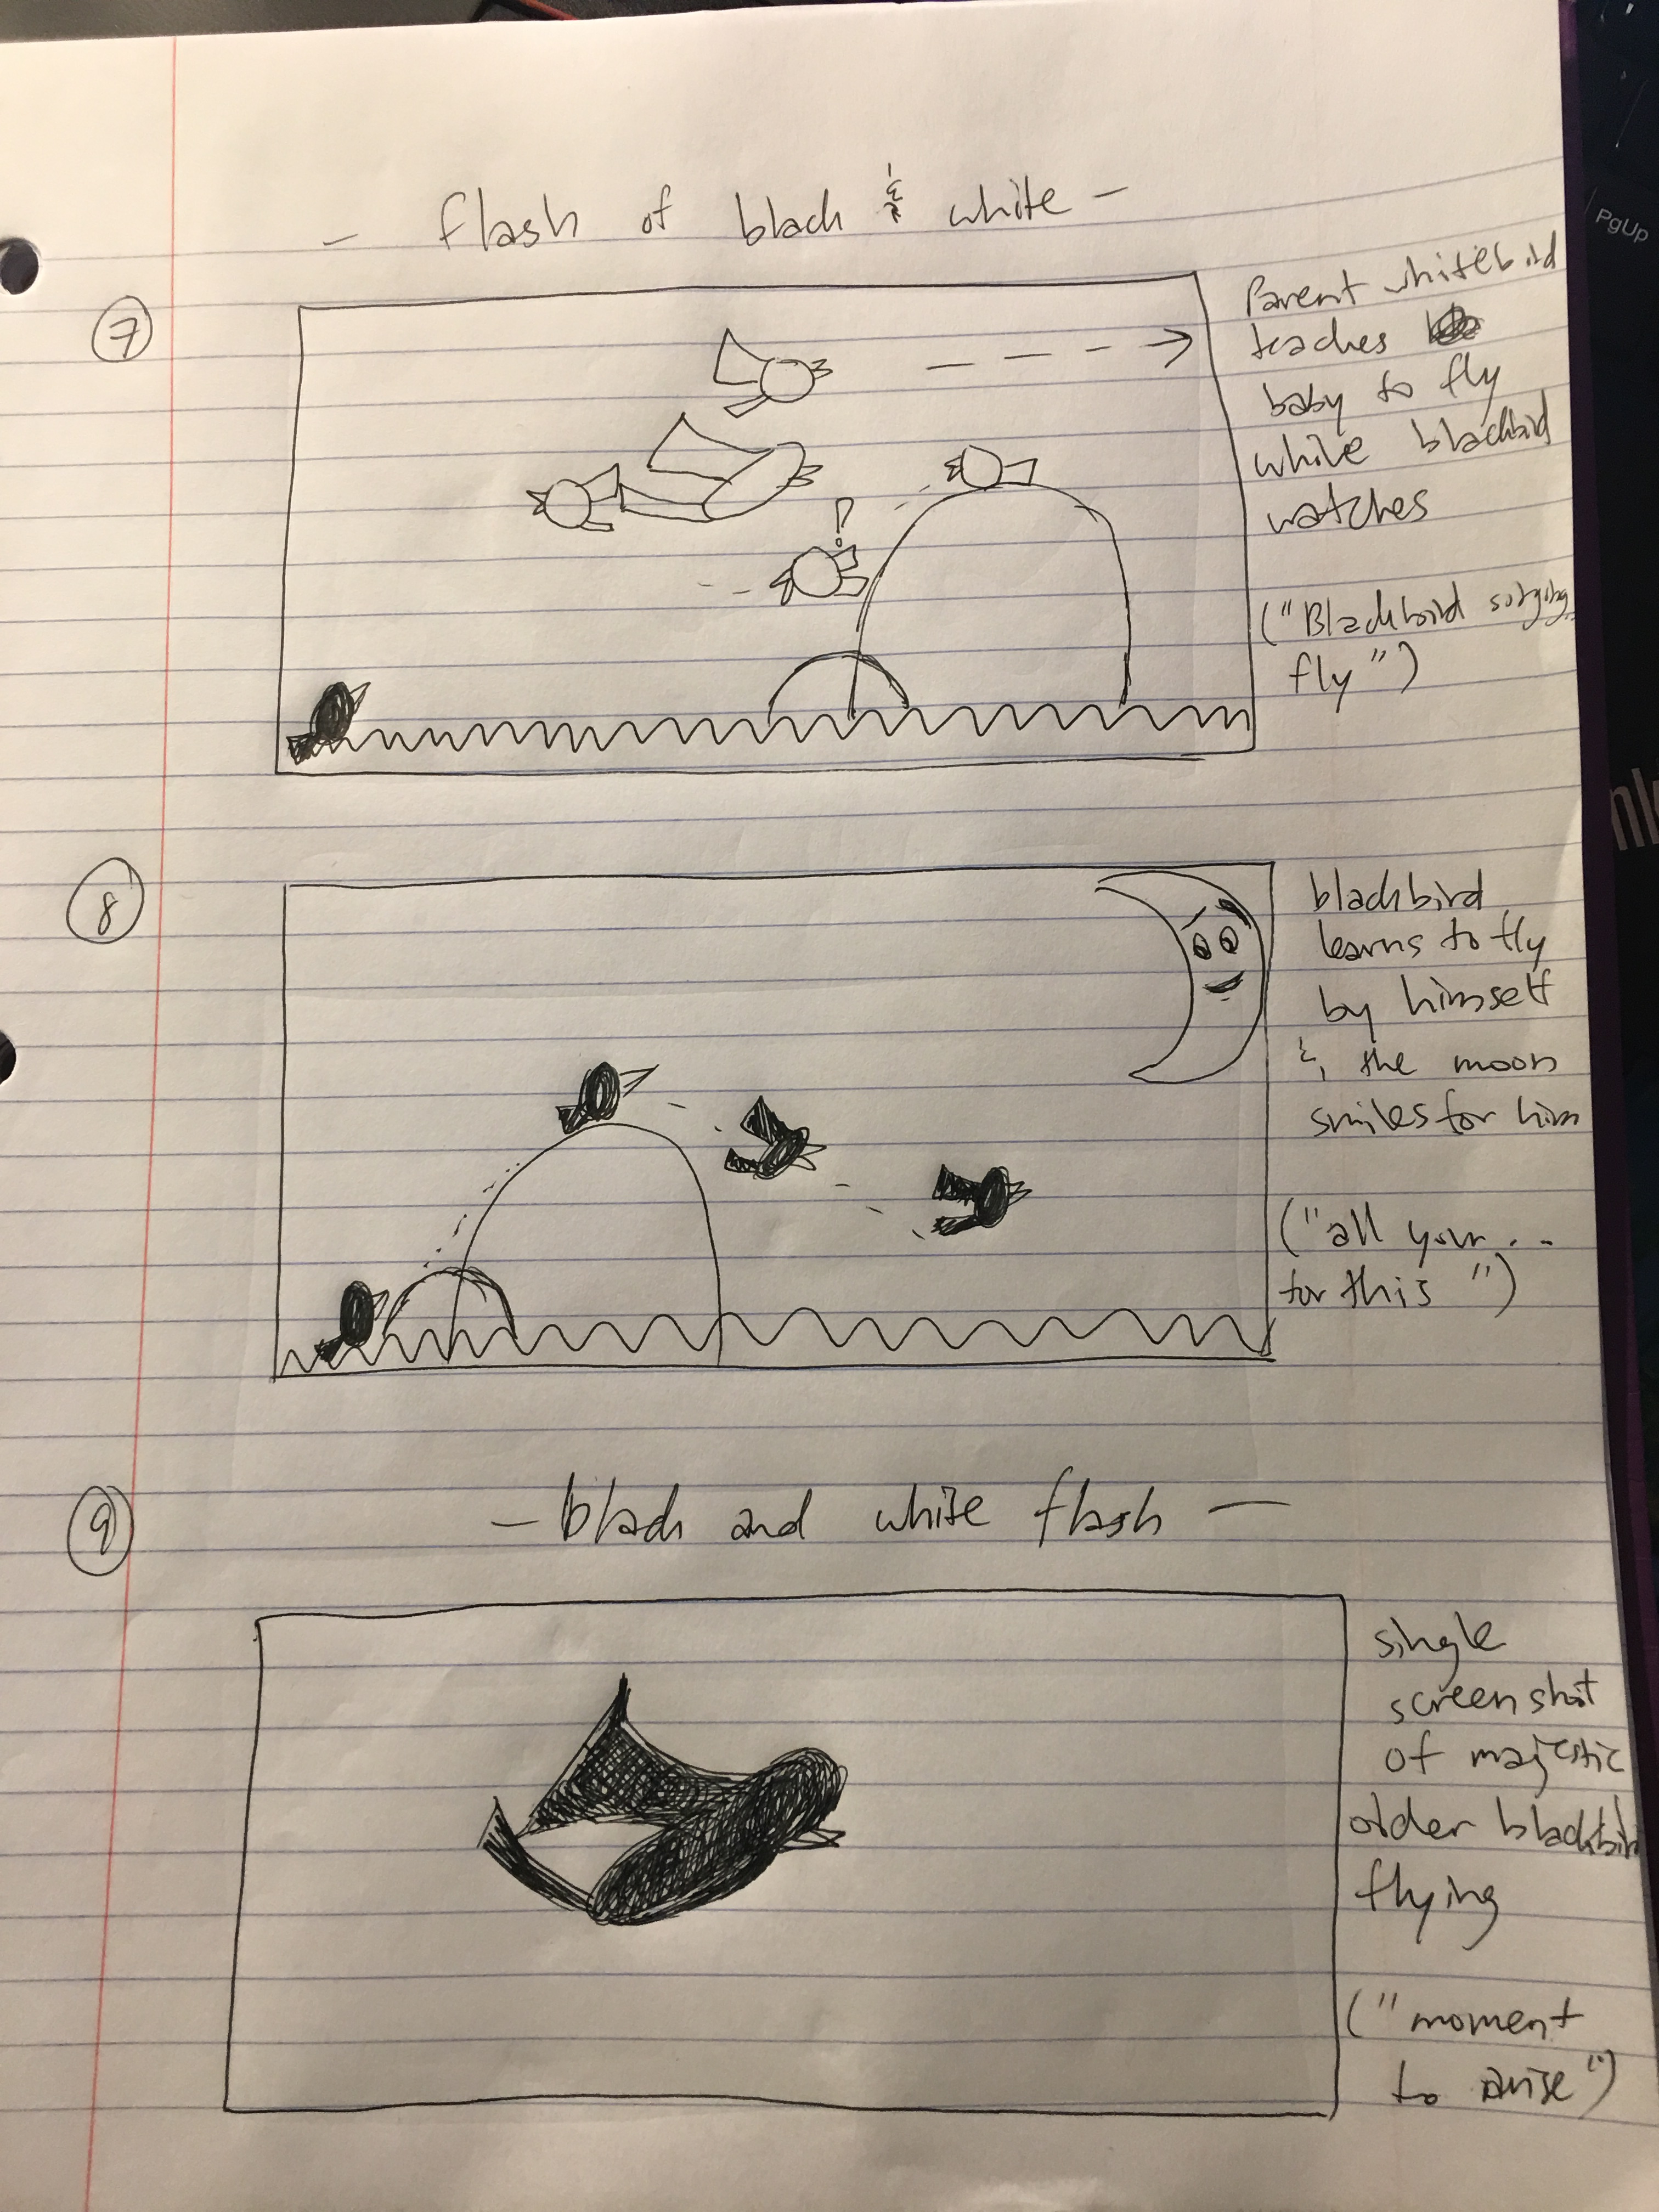 - flash of black & white -
7
Parent whitebird
teaches
baby to fly
while blackbird
watches
("Blackbird singing
fly")
?
8
blackbird
learns to fly
by himself
& the moon
smiles for him
("all your...
for this")
9
- black and white flash -
single
screenshot
of majestic
older blackbird
flying
("moment
to arise")
PgUp